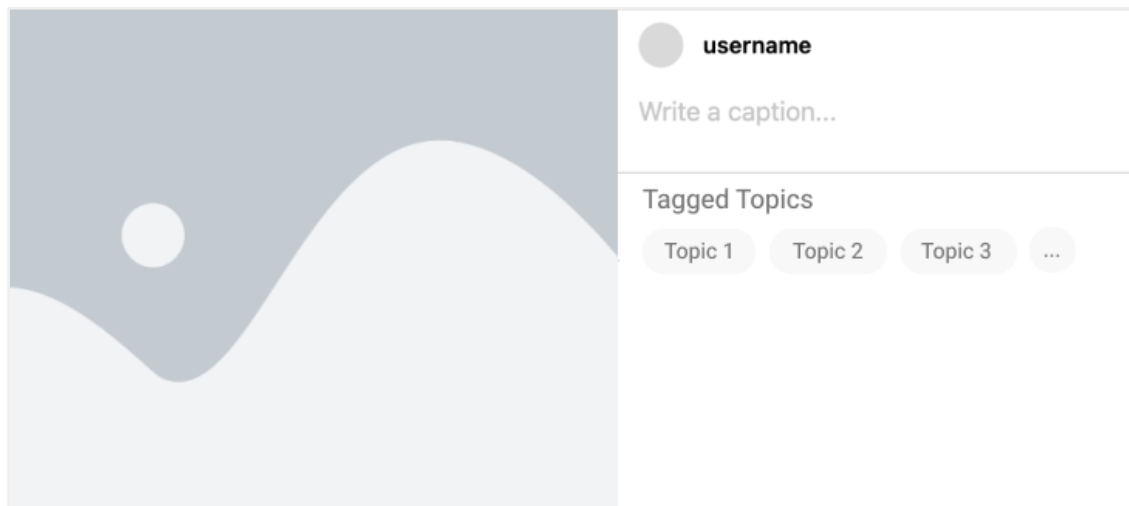 username
Write a caption...
Tagged Topics
Topic 1 Topic 2 Topic 3 ...